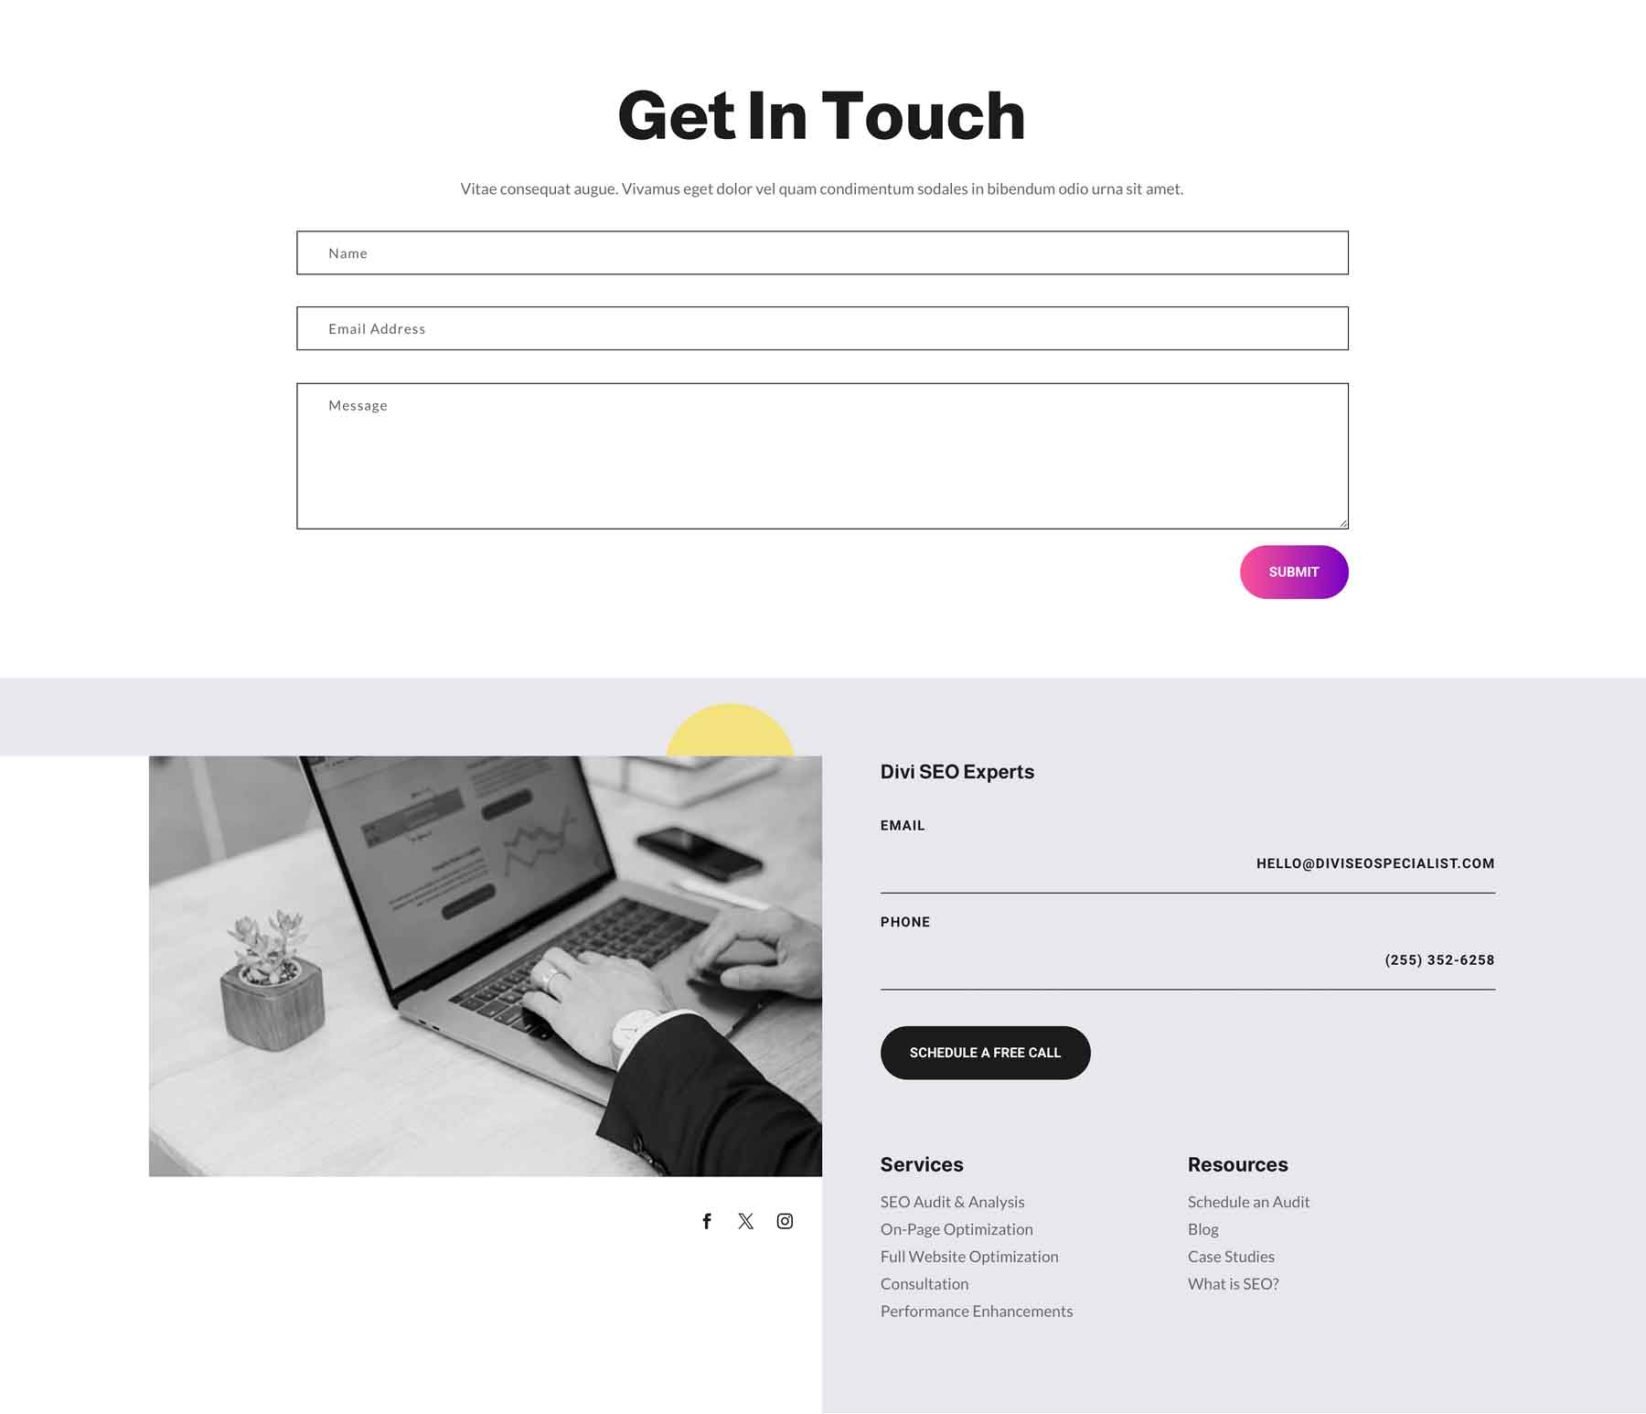 Get In Touch
Vitae consequat augue. Vivamus eget dolor vel quam condimentum sodales in bibendum odio urna sit amet.
Name
Email Address
Message
SUBMIT
Divi SEO Experts
EMAIL
HELLO@DIVISEOSPECIALIST.COM
PHONE
(255) 352-6258
SCHEDULE A FREE CALL
Services
SEO Audit & Analysis
On-Page Optimization
Full Website Optimization
Consultation
Performance Enhancements
Resources
Schedule an Audit
Blog
Case Studies
What is SEO?